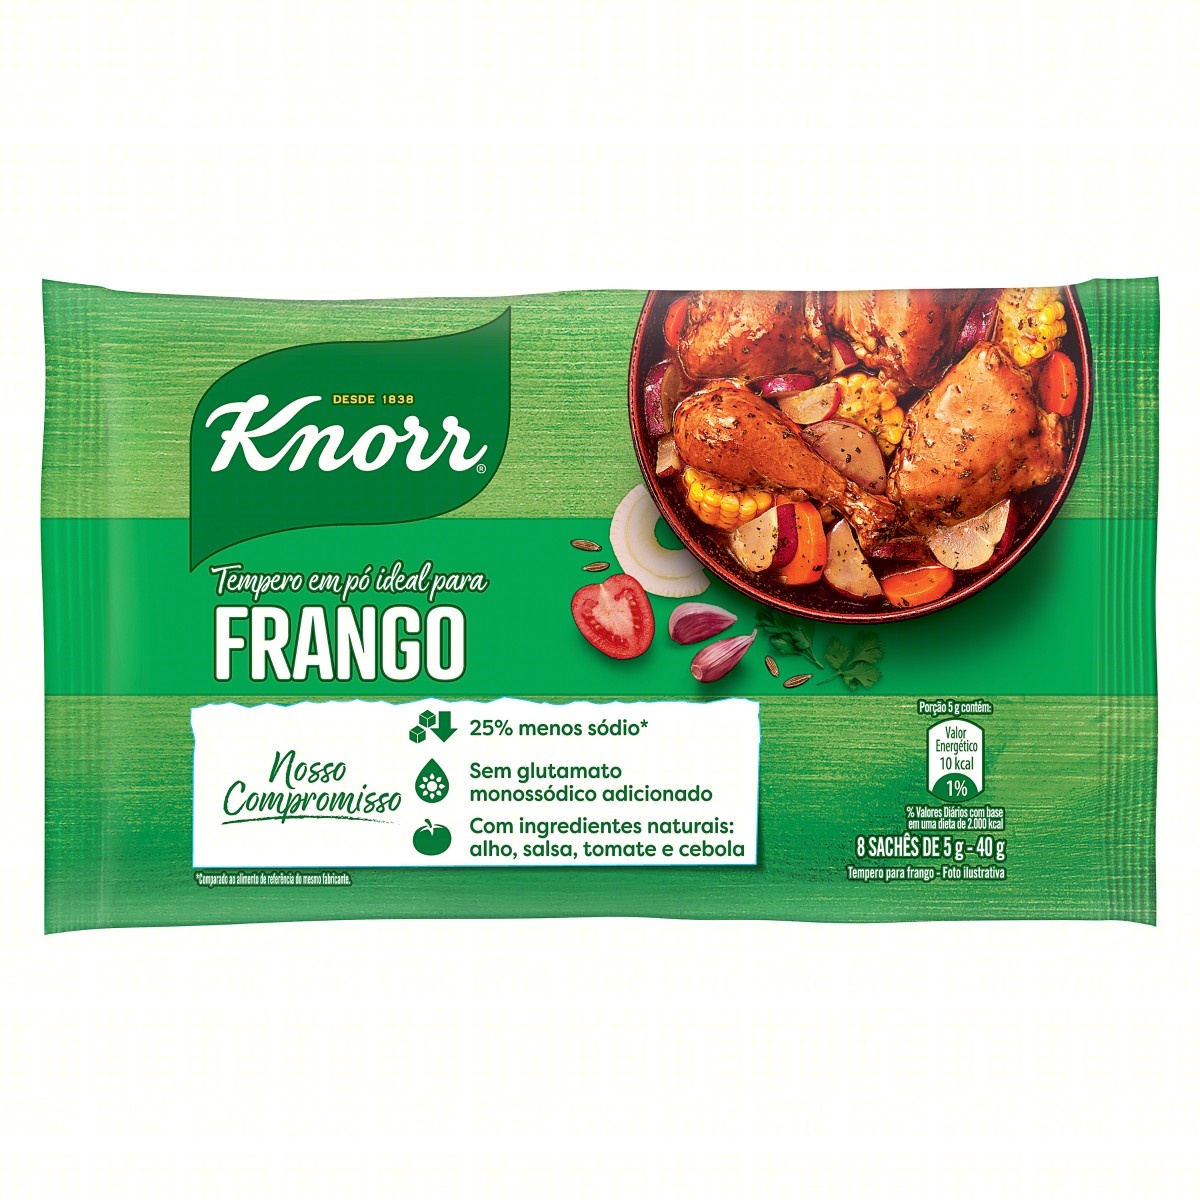 DESDE 1838
Knorr®
Tempero em pó ideal para
FRANGO
Nosso
Compromisso
25% menos sódio*
Sem glutamato
monossódico adicionado
Com ingredientes naturais:
alho, salsa, tomate e cebola
*Comparado ao alimento de referência do mesmo fabricante.
Porção 5 g contém:
Valor
Energético
10 kcal
1%
% Valores Diários com base
em uma dieta de 2.000 kcal
8 SACHÊS DE 5 g - 40 g
Tempero para frango - Foto ilustrativa